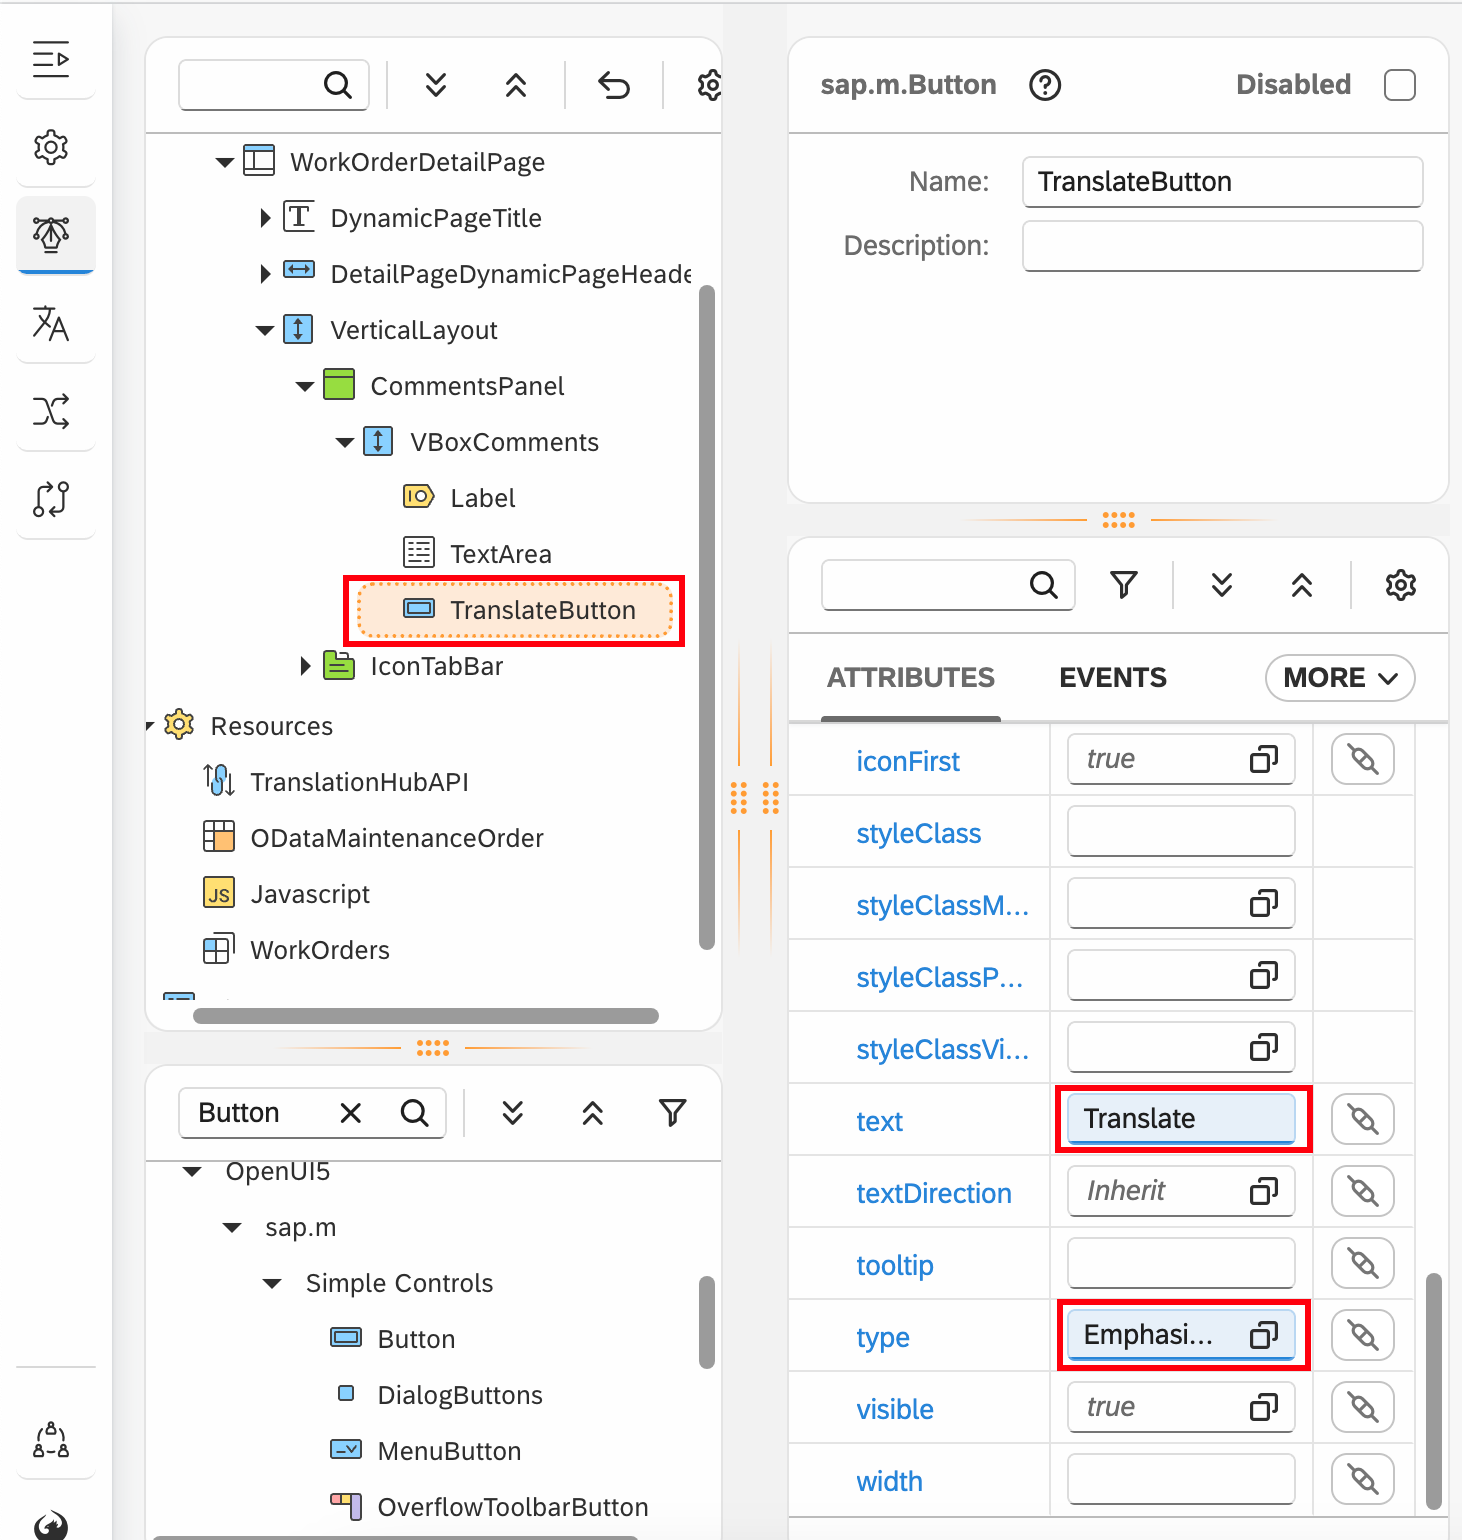 sap.m.Button
Disabled
Name:
TranslateButton
Description:
WorkOrderDetailPage
DynamicPageTitle
DetailPageDynamicPageHeade
VerticalLayout
CommentsPanel
VBoxComments
Label
TextArea
TranslateButton
IconTabBar
Resources
TranslationHubAPI
ODataMaintenanceOrder
JS
Javascript
WorkOrders
Button
OpenUI5
sap.m
Simple Controls
Button
DialogButtons
MenuButton
OverflowToolbarButton
ATTRIBUTES
EVENTS
MORE
iconFirst
true
styleClass
styleClassM...
styleClassP...
styleClassVi...
text
Translate
textDirection
Inherit
tooltip
type
Emphasi...
visible
true
width